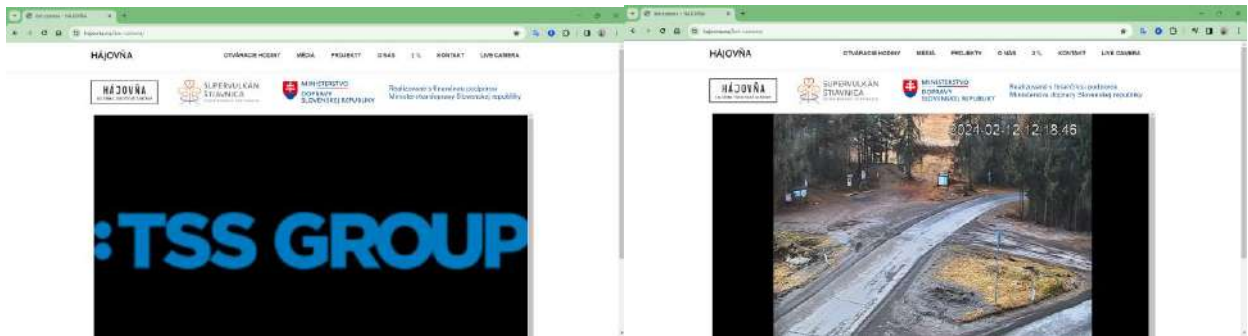 HÁJOVŇA
OTVÁRACIE HODINY MÉDIÁ PROJEKTY O NÁS 2 % KONTAKT LIVE CAMERA
HÁJOVŇA
SUPERVULKÁN
ŠTIAVNICA
MINISTERSTVO
DOPRAVY
SLOVENSKEJ REPUBLIKY
Realizované s finančnou podporou
Ministerstva dopravy Slovenskej republiky
:TSS GROUP
HÁJOVŇA
OTVÁRACIE HODINY MÉDIÁ PROJEKTY O NÁS 2 % KONTAKT LIVE CAMERA
HÁJOVŇA
SUPERVULKÁN
ŠTIAVNICA
MINISTERSTVO
DOPRAVY
SLOVENSKEJ REPUBLIKY
Realizované s finančnou podporou
Ministerstva dopravy Slovenskej republiky
2024-02-12 12:18:46